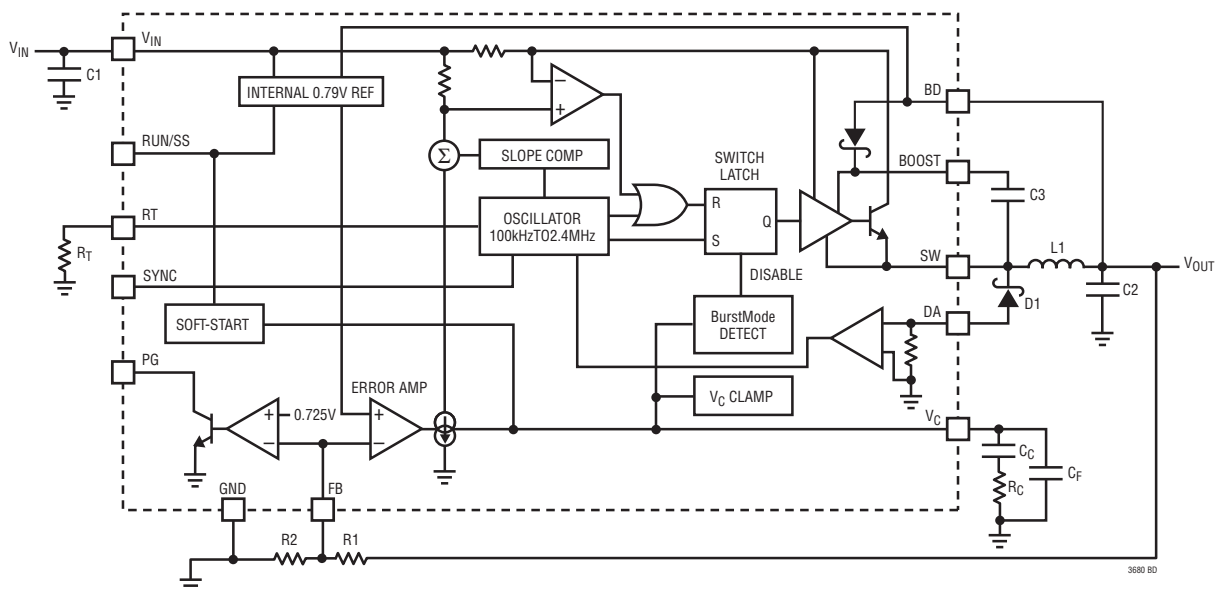 VIN
VIN
C1
INTERNAL 0.79V REF
−
+
BD
RUN/SS
Σ
SLOPE COMP
SWITCH
LATCH
BOOST
C3
R
Q
S
RT
OSCILLATOR
100kHzTO2.4MHz
RT
SYNC
DISABLE
SW
L1
VOUT
C2
D1
SOFT-START
BurstMode
DETECT
DA
PG
ERROR AMP
VC CLAMP
+
0.725V
−
+
−
VC
CC
RC
CF
GND
FB
R2
R1
3680 BD